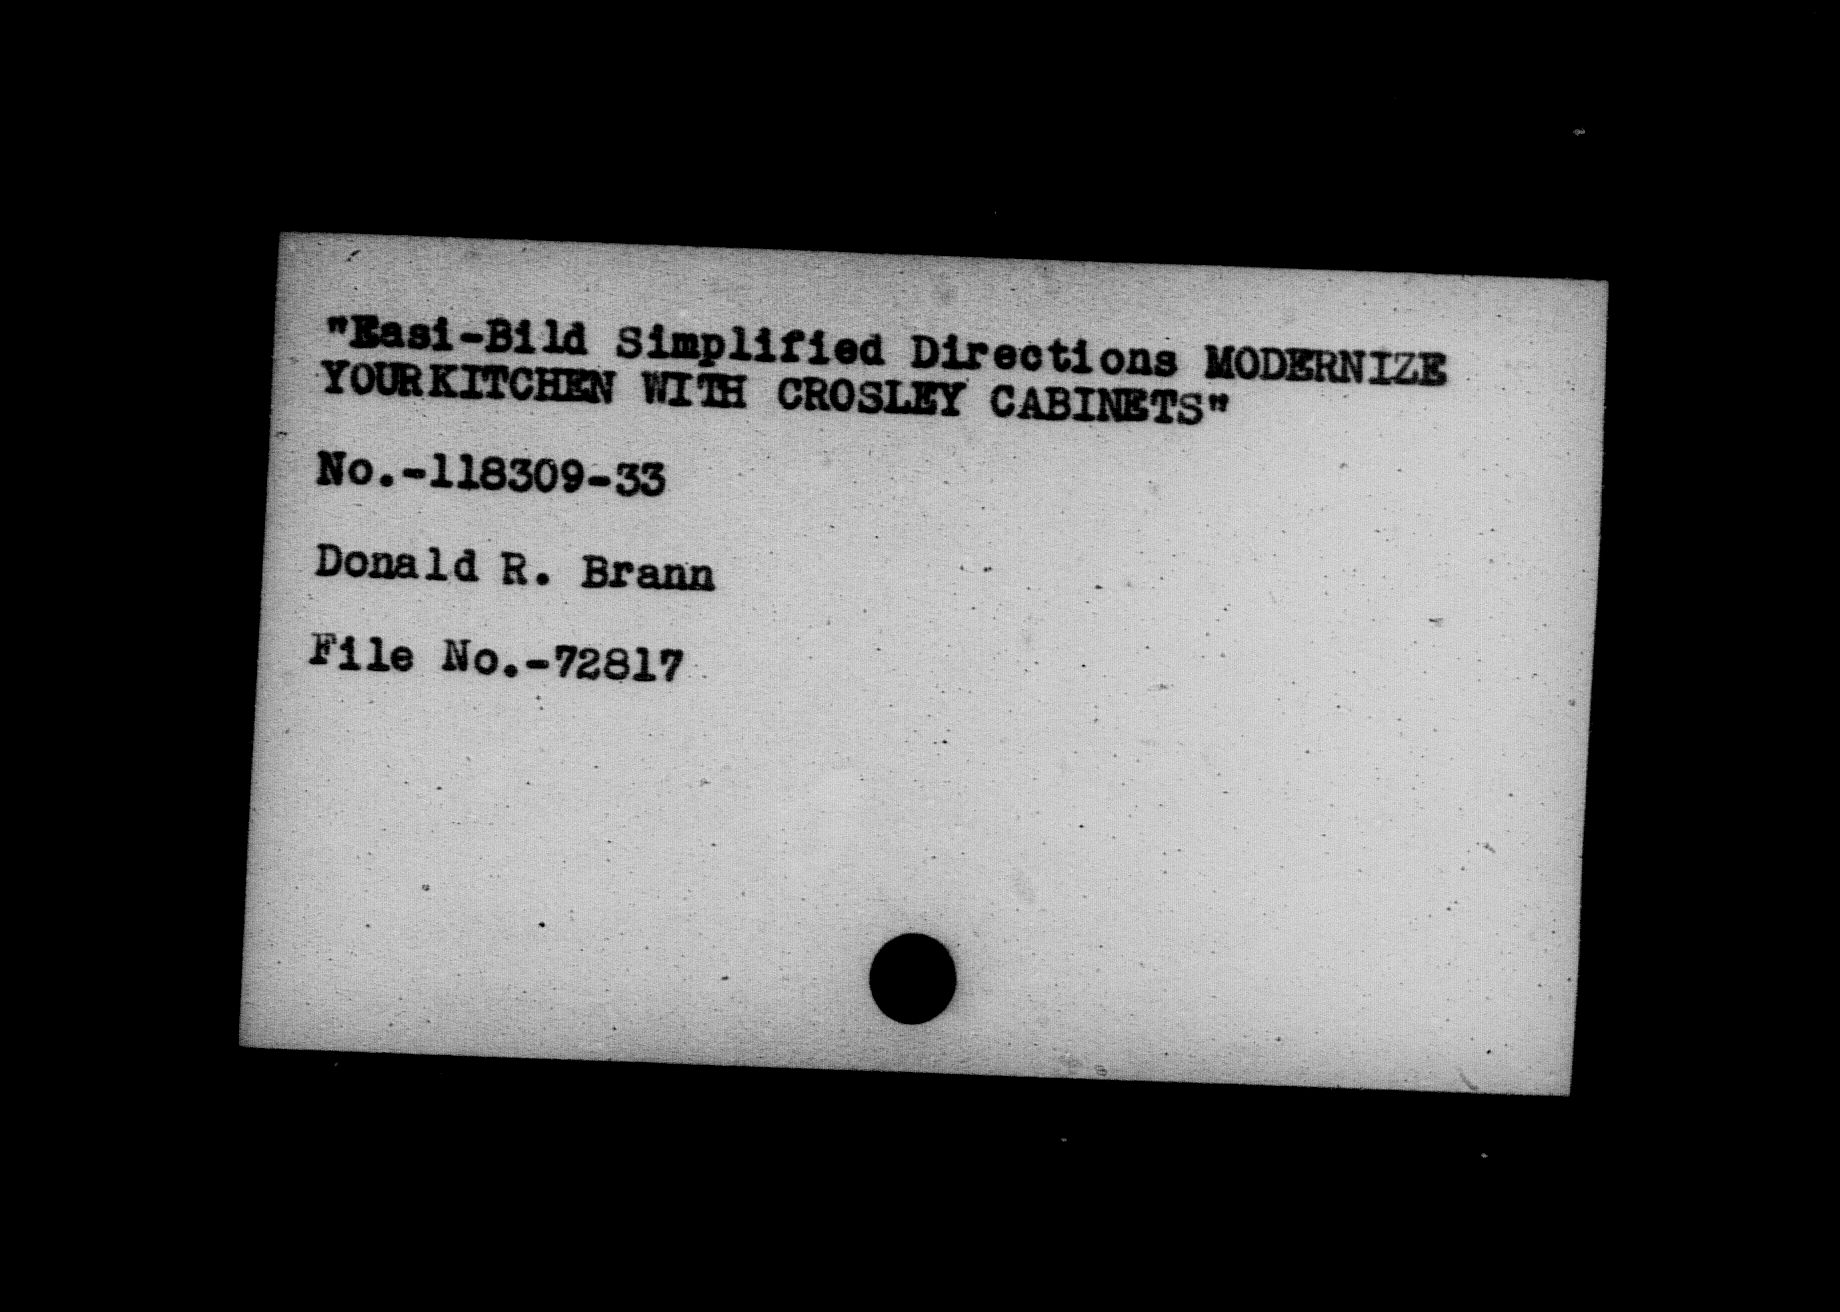 "Easi-Bild Simplified Directions MODERNIZE
YOURKITCHEN WITH CROSLEY CABINETS"
No.-118309-33
Donald R. Brann
File No.-72817